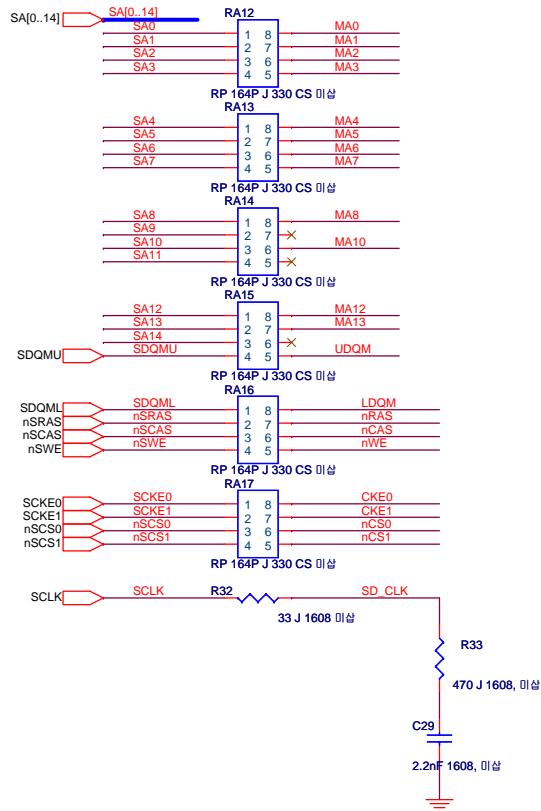 SA[0..14] SA[0..14] RA12
SA0 1 8 MA0
SA1 2 7 MA1
SA2 3 6 MA2
SA3 4 5 MA3
RP 164P J 330 CS 미삽
RA13
SA4 1 8 MA4
SA5 2 7 MA5
SA6 3 6 MA6
SA7 4 5 MA7
RP 164P J 330 CS 미삽
RA14
SA8 1 8 MA8
SA9 2 7
SA10 3 6 MA10
SA11 4 5
RP 164P J 330 CS 미삽
RA15
SA12 1 8 MA12
SA13 2 7 MA13
SA14 3 6
SDQMU SDQMU 4 5 UDQM
RP 164P J 330 CS 미삽
RA16
SDQML SDQML 1 8 LDQM
nSRAS nSRAS 2 7 nRAS
nSCAS nSCAS 3 6 nCAS
nSWE nSWE 4 5 nWE
RP 164P J 330 CS 미삽
RA17
SCKE0 SCKE0 1 8 CKE0
SCKE1 SCKE1 2 7 CKE1
nSCS0 nSCS0 3 6 nCS0
nSCS1 nSCS1 4 5 nCS1
RP 164P J 330 CS 미삽
SCLK SCLK R32 SD_CLK
33 J 1608 미삽
R33
470 J 1608, 미삽
C29
2.2nF 1608, 미삽